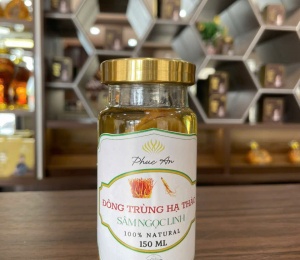 Phuc An
ĐÔNG TRÙNG HẠ THẢO
SÂM NGỌC LINH
100% NATURAL
150 ML